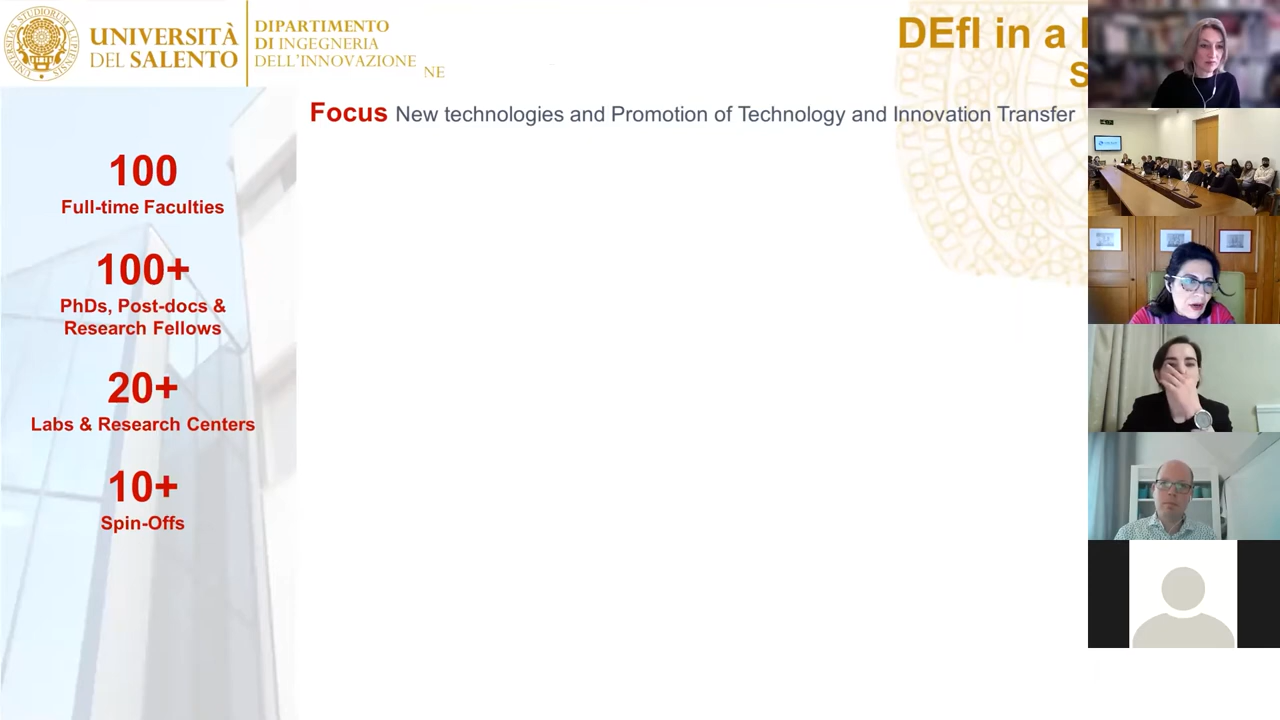 UNIVERSITÀ
DEL SALENTO
DIPARTIMENTO
DI INGEGNERIA
DELL'INNOVAZIONE
NE
DEfI in a
S
Focus New technologies and Promotion of Technology and Innovation Transfer
100
Full-time Faculties
100+
PhDs, Post-docs &
Research Fellows
20+
Labs & Research Centers
10+
Spin-Offs